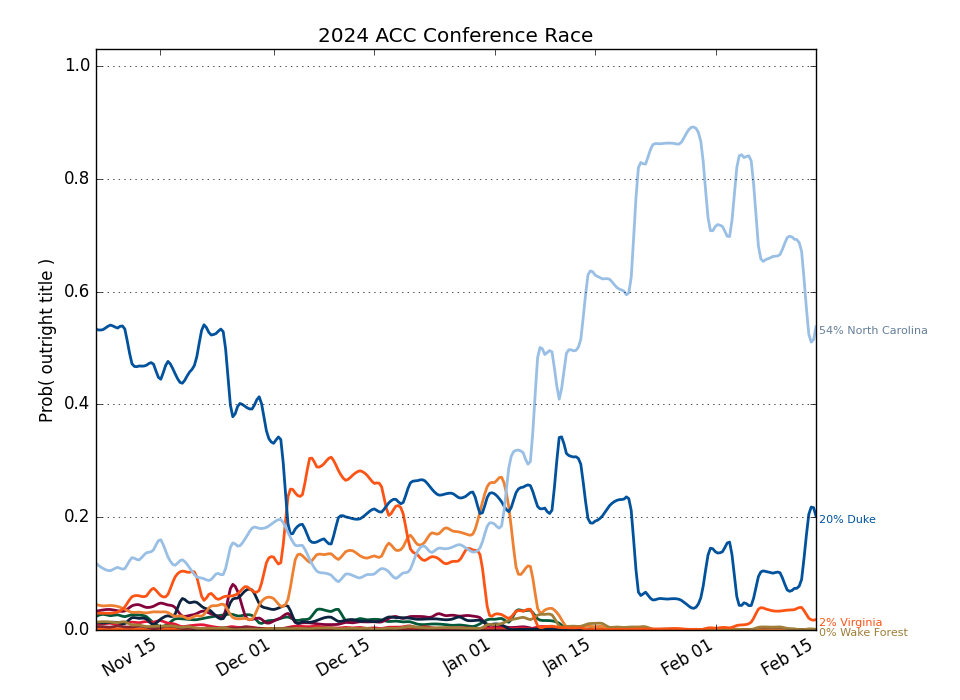 2024 ACC Conference Race
Prob( outright title )
1.0
0.8
0.6
0.4
0.2
0.0
54% North Carolina
20% Duke
2% Virginia
0% Wake Forest
Nov 15
Dec 01
Dec 15
Jan 01
Jan 15
Feb 01
Feb 15